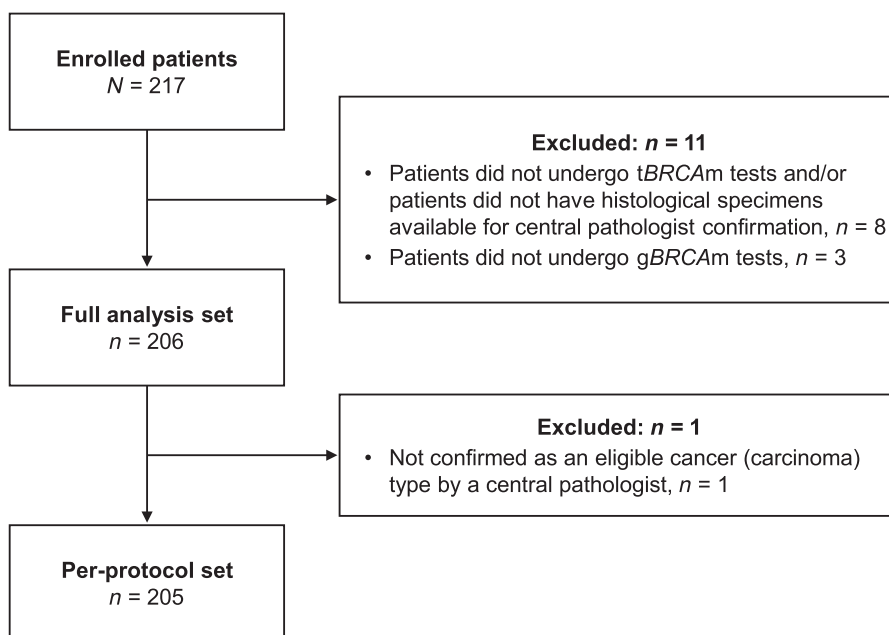 Enrolled patients
N = 217
Excluded: n = 11
• Patients did not undergo tBRCAm tests and/or
patients did not have histological specimens
available for central pathologist confirmation, n = 8
• Patients did not undergo gBRCAm tests, n = 3
Full analysis set
n = 206
Excluded: n = 1
• Not confirmed as an eligible cancer (carcinoma)
type by a central pathologist, n = 1
Per-protocol set
n = 205